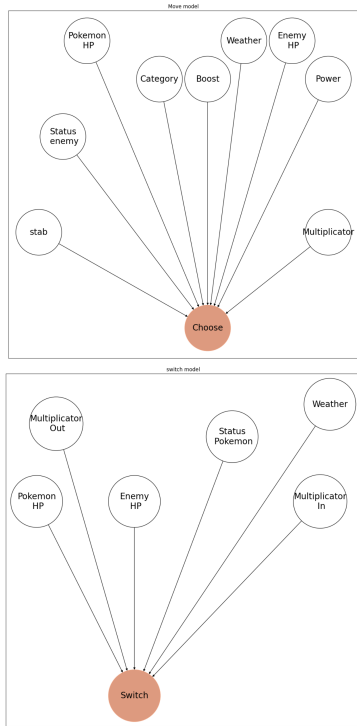 Move model
Pokemon
HP
Category
Boost
Weather
Enemy
HP
Power
Status
enemy
stab
Multiplicator
Choose
switch model
Multiplicator
Out
Status
Pokemon
Weather
Pokemon
HP
Enemy
HP
Multiplicator
In
Switch